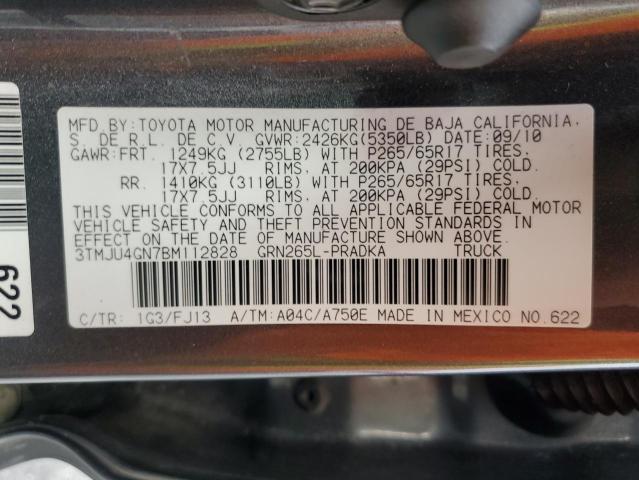 MFD.BY:TOYOTA MOTOR MANUFACTURING DE BAJA CALIFORNIA,
S. DE R.L. DE C.V. GVWR:2426KG(5350LB) DATE:09/10
GAWR:FRT. 1249KG (2755LB) WITH P265/65R17 TIRES,
17X7.5JJ RIMS, AT 200KPA (29PSI) COLD.
RR. 1410KG (3110LB) WITH P265/65R17 TIRES,
17X7.5JJ RIMS, AT 200KPA (29PSI) COLD.
THIS VEHICLE CONFORMS TO ALL APPLICABLE FEDERAL MOTOR
VEHICLE SAFETY AND THEFT PREVENTION STANDARDS IN
EFFECT ON THE DATE OF MANUFACTURE SHOWN ABOVE.
3TMJU4GN7BM112828 GRN265L-PRADKA TRUCK
C/TR: 1G3/FJ13 A/TM:A04C/A750E MADE IN MEXICO NO.622
622